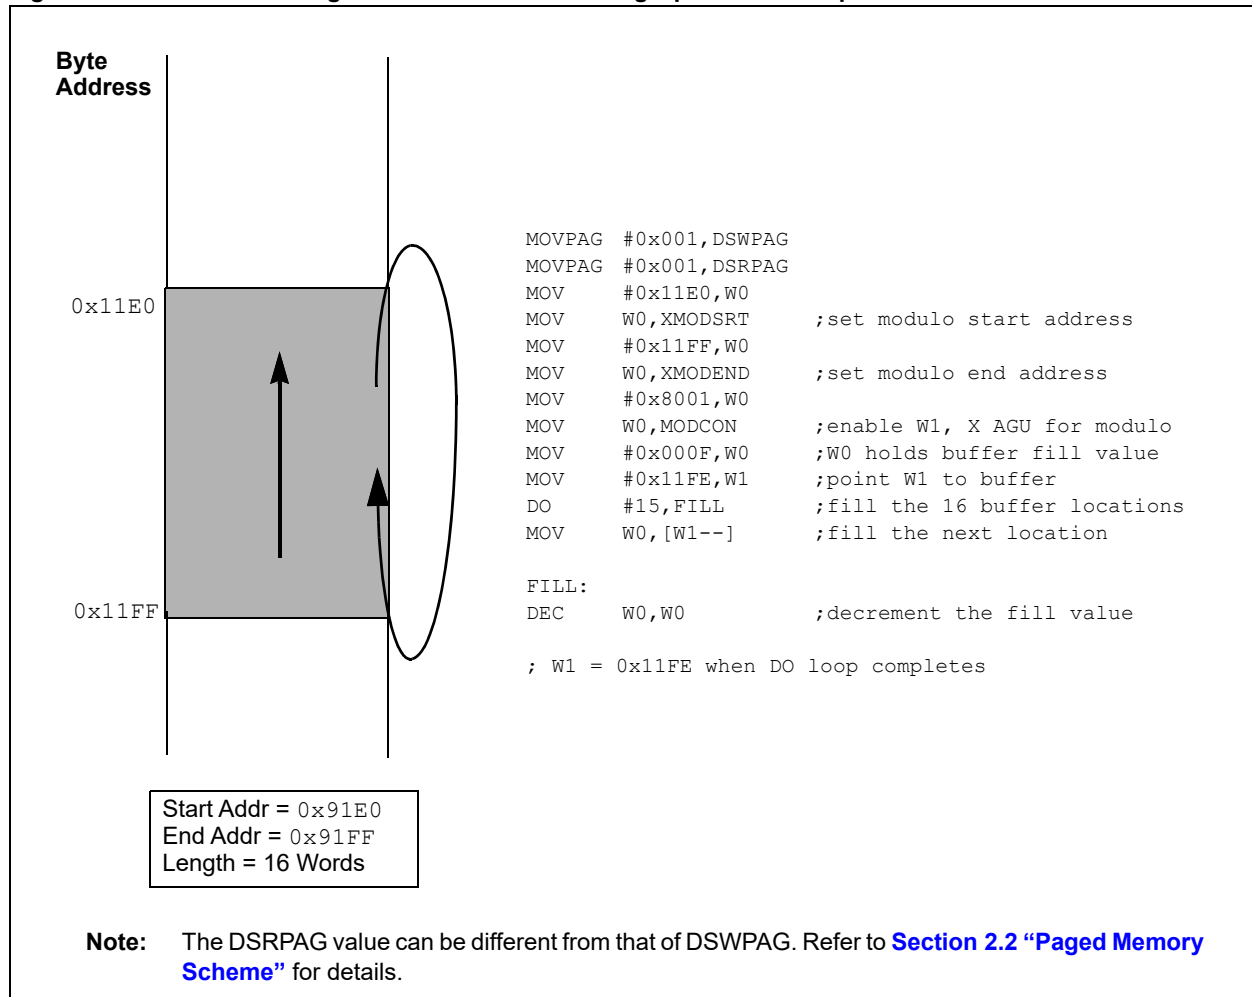 Byte
Address
0x11E0
0x11FF
MOVPAG #0x001,DSWPAG
MOVPAG #0x001,DSRPAG
MOV #0x11E0,W0
MOV W0,XMODSRT ;set modulo start address
MOV #0x11FF,W0
MOV W0,XMODEND ;set modulo end address
MOV #0x8001,W0
MOV W0,MODCON ;enable W1, X AGU for modulo
MOV #0x000F,W0 ;W0 holds buffer fill value
MOV #0x11FE,W1 ;point W1 to buffer
DO #15,FILL ;fill the 16 buffer locations
MOV W0,[W1--] ;fill the next location
FILL:
DEC W0,W0 ;decrement the fill value
; W1 = 0x11FE when DO loop completes
Start Addr = 0x91E0
End Addr = 0x91FF
Length = 16 Words
Note: The DSRPAG value can be different from that of DSWPAG. Refer to Section 2.2 “Paged Memory
Scheme” for details.